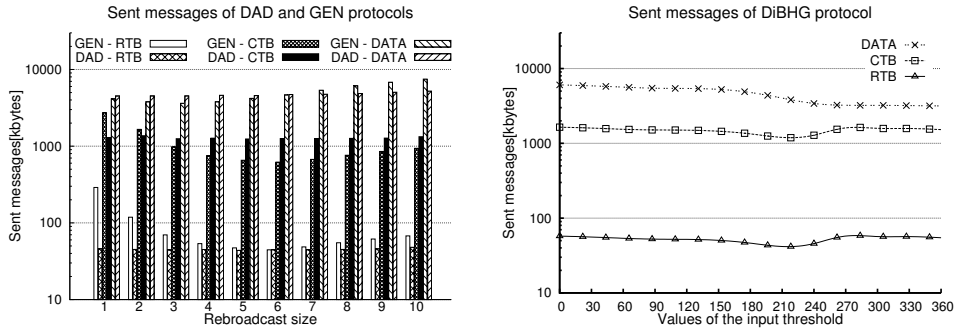 Sent messages of DAD and GEN protocols
GEN - RTB
GEN - CTB
GEN - DATA
DAD - RTB
DAD - CTB
DAD - DATA
Sent messages[kbytes]
10000
1000
100
10
1 2 3 4 5 6 7 8 9 10
Rebroadcast size
Sent messages of DiBHG protocol
DATA
CTB
RTB
Sent messages[kbytes]
10000
1000
100
10
0 30 60 90 120 150 180 210 240 270 300 330 360
Values of the input threshold